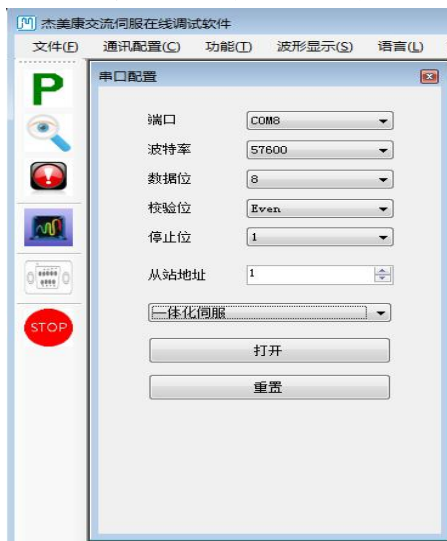 杰美康交流伺服在线调试软件
文件(F) 通讯配置(C) 功能(T) 波形显示(S) 语言(L)
P
串口配置
端口 COM8
波特率 57600
数据位 8
校验位 Even
停止位 1
从站地址 1
一体化伺服
STOP
打开
重置